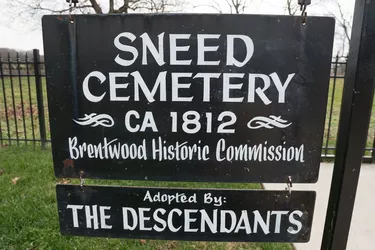 SNEED
CEMETERY
CA 1812
Brentwood Historic Commission
Adopted By:
THE DESCENDANTS